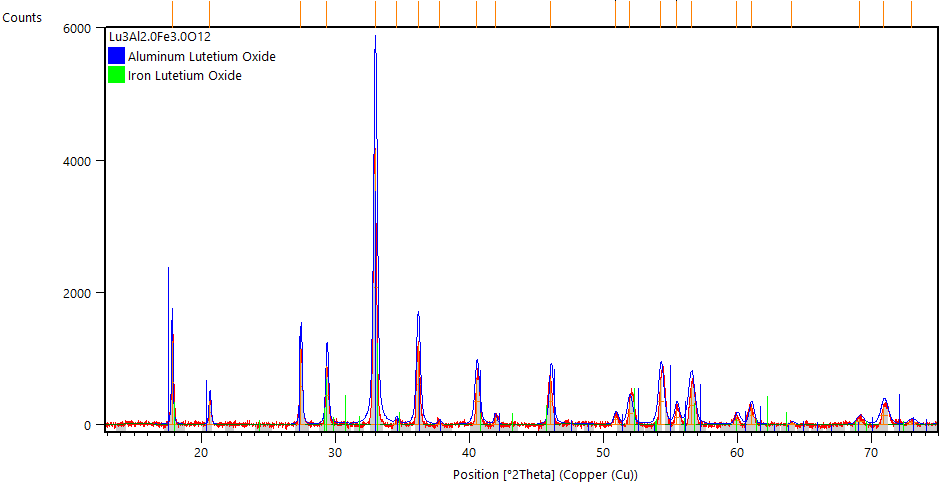 Counts
6000
Lu3Al2.0Fe3.0O12
Aluminum Lutetium Oxide
Iron Lutetium Oxide
4000
2000
0
20
30
40
50
60
70
Position [°2Theta] (Copper (Cu))